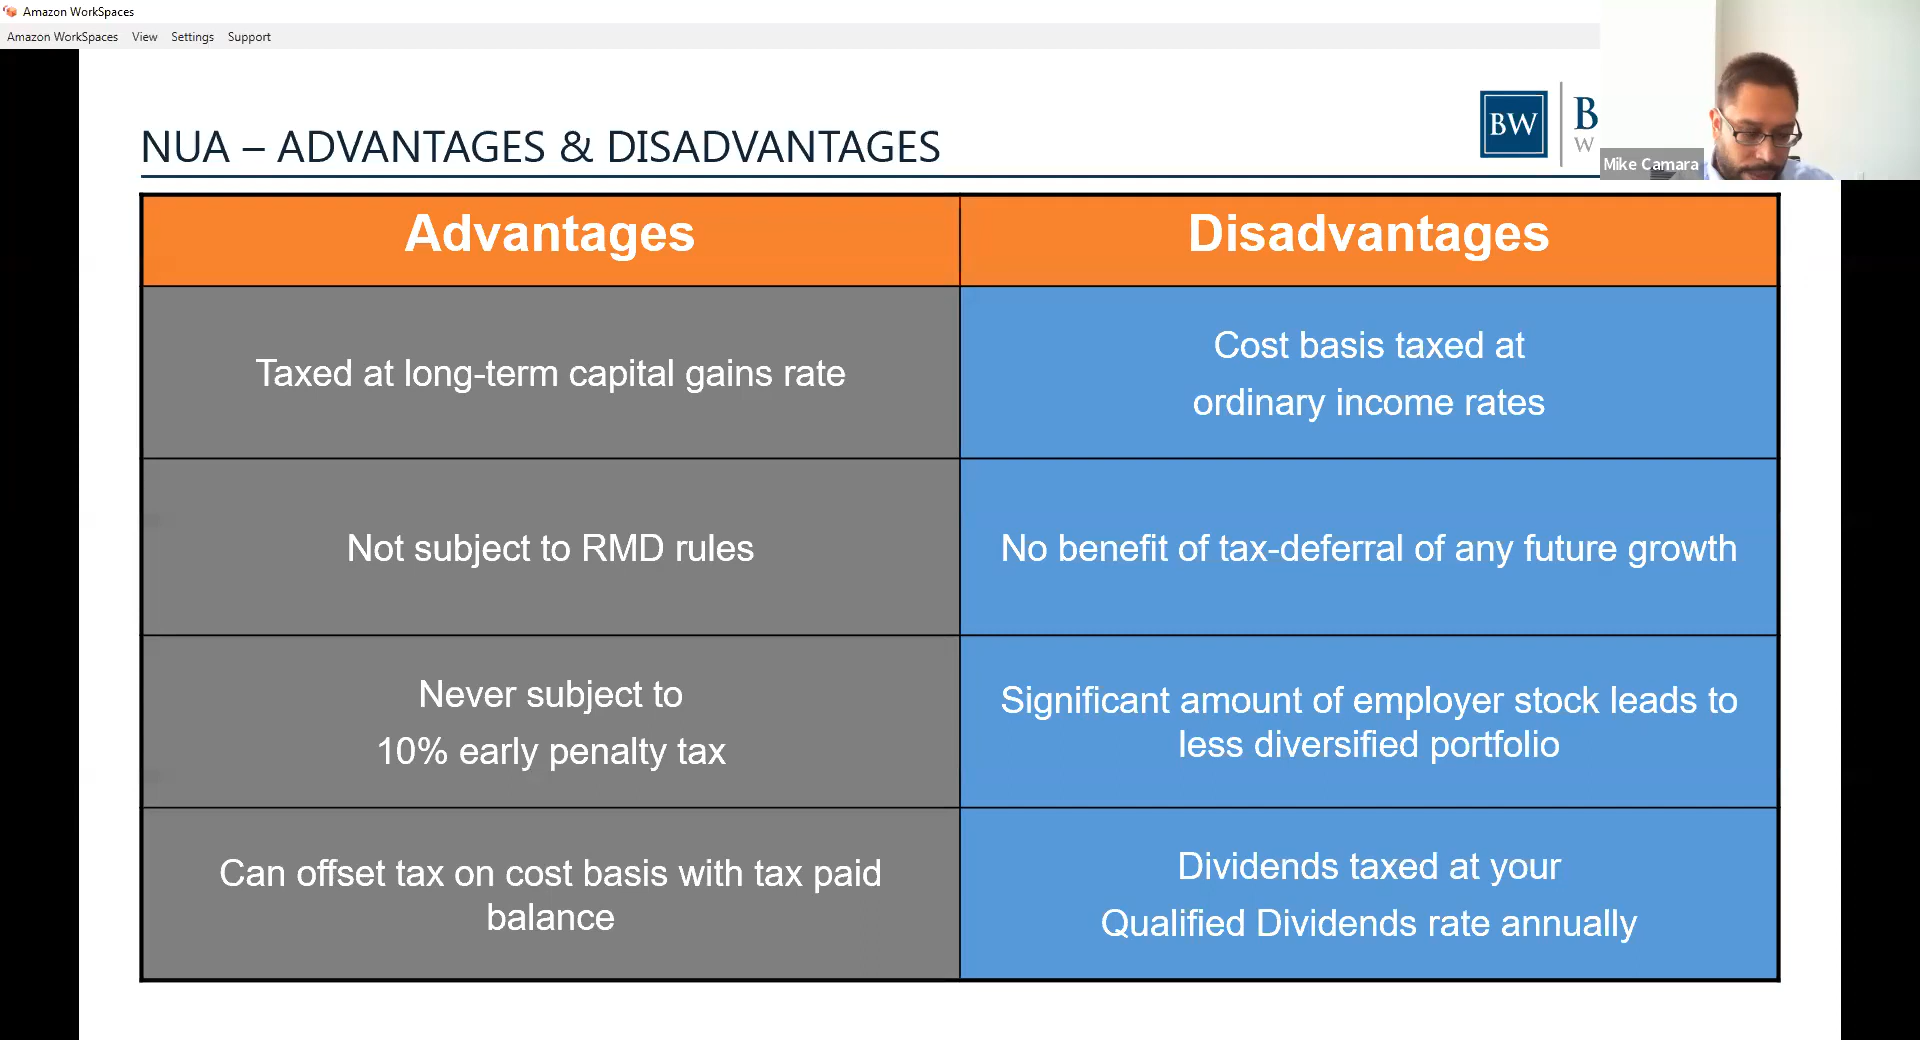 Amazon WorkSpaces
Amazon WorkSpaces View Settings Support
NUA – ADVANTAGES & DISADVANTAGES
BW
B
W
Mike Camara
Advantages
Disadvantages
Taxed at long-term capital gains rate
Cost basis taxed at
ordinary income rates
Not subject to RMD rules
No benefit of tax-deferral of any future growth
Never subject to
10% early penalty tax
Significant amount of employer stock leads to
less diversified portfolio
Can offset tax on cost basis with tax paid
balance
Dividends taxed at your
Qualified Dividends rate annually